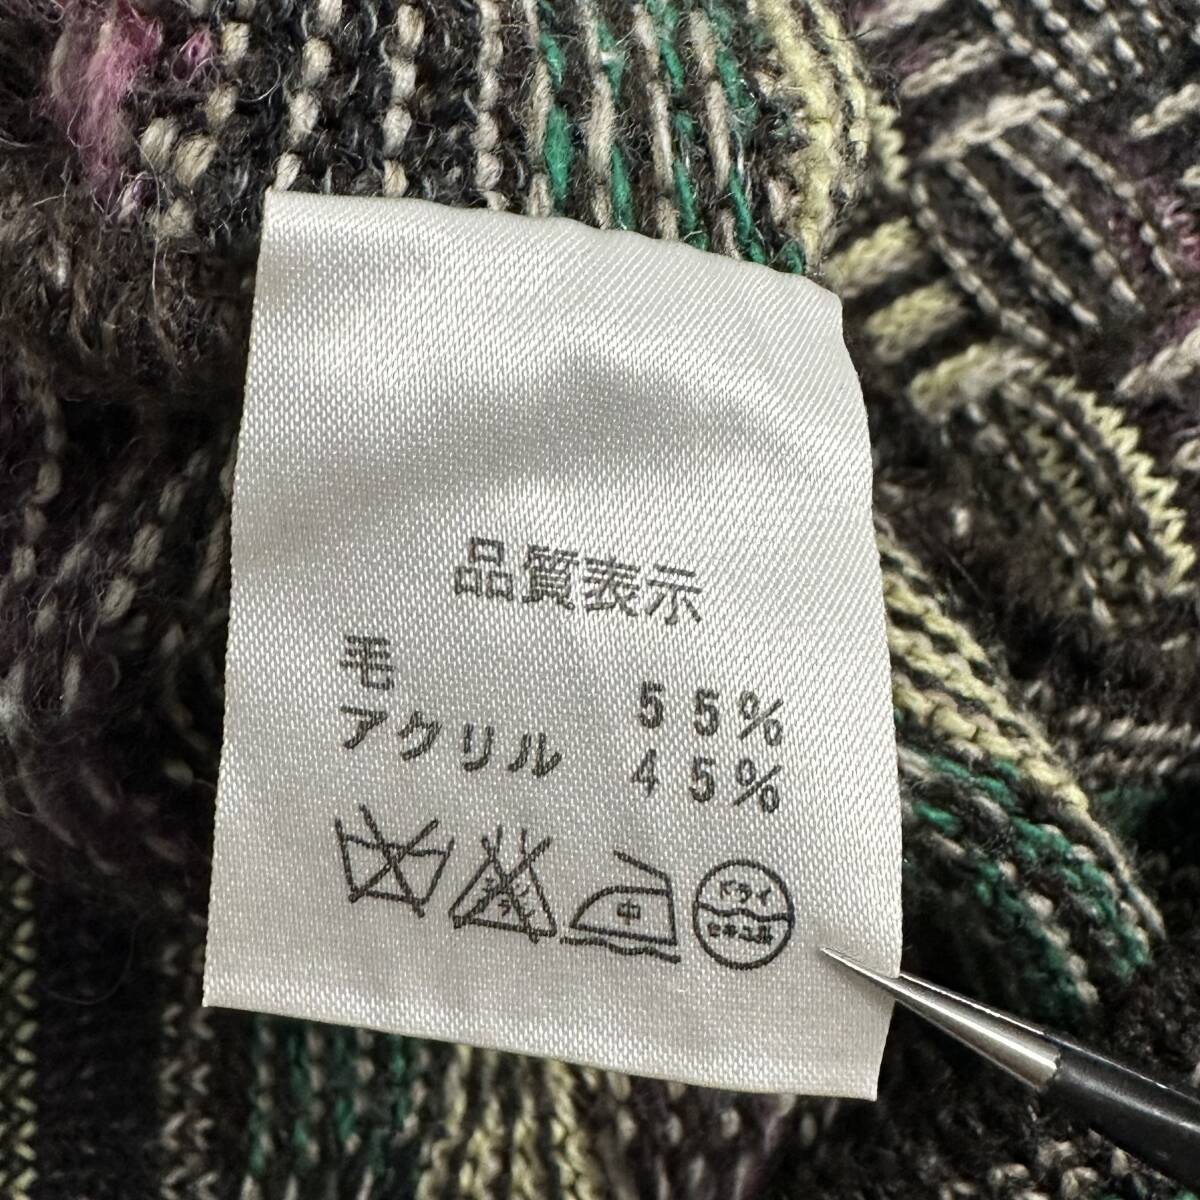 品質表示
毛 55%
アクリル 45%
中 ドライ